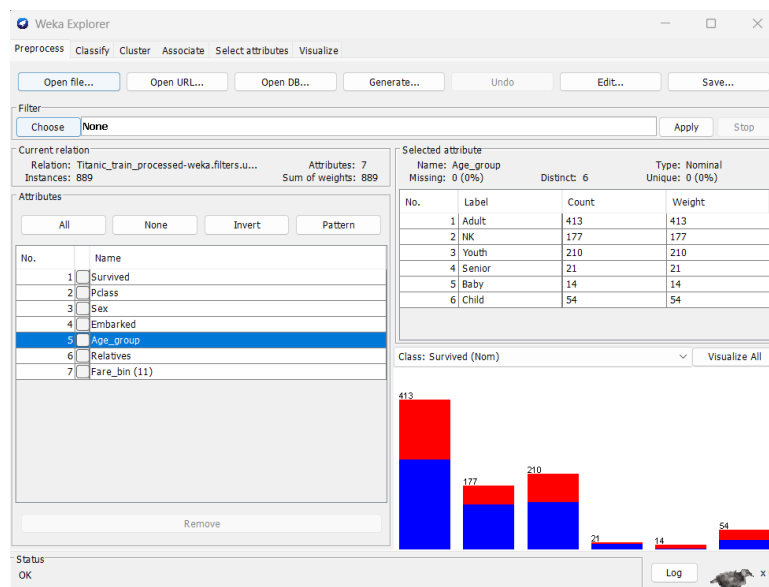 Weka Explorer
Preprocess Classify Cluster Associate Select attributes Visualize
Open file... Open URL... Open DB... Generate... Undo Edit... Save...
Filter
Choose None Apply Stop
Current relation
Relation: Titanic_train_processed-weka.filters.u... Attributes: 7
Instances: 889 Sum of weights: 889
Attributes
All None Invert Pattern
No. Name
1 Survived
2 Pclass
3 Sex
4 Embarked
5 Age_group
6 Relatives
7 Fare_bin (11)
Remove
Selected attribute
Name: Age_group Type: Nominal
Missing: 0 (0%) Distinct: 6 Unique: 0 (0%)
No. Label Count Weight
1 Adult 413 413
2 NK 177 177
3 Youth 210 210
4 Senior 21 21
5 Baby 14 14
6 Child 54 54
Class: Survived (Nom) Visualize All
413
177
210
21
14
54
Status
OK
Log
x